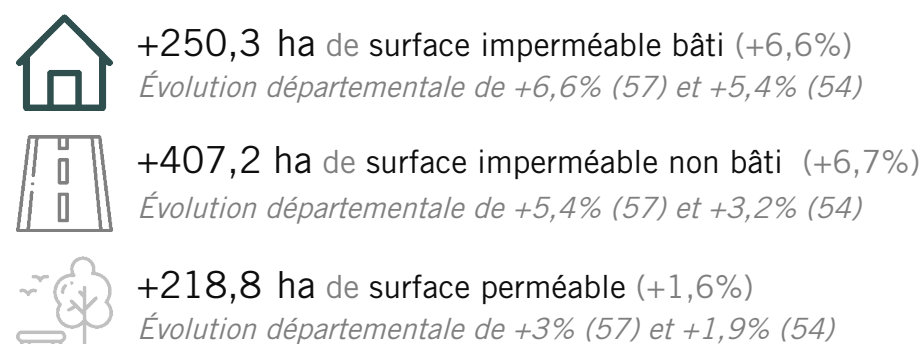 +250,3 ha de surface imperméable bâti (+6,6%)
Évolution départementale de +6,6% (57) et +5,4% (54)
+407,2 ha de surface imperméable non bâti (+6,7%)
Évolution départementale de +5,4% (57) et +3,2% (54)
+218,8 ha de surface perméable (+1,6%)
Évolution départementale de +3% (57) et +1,9% (54)